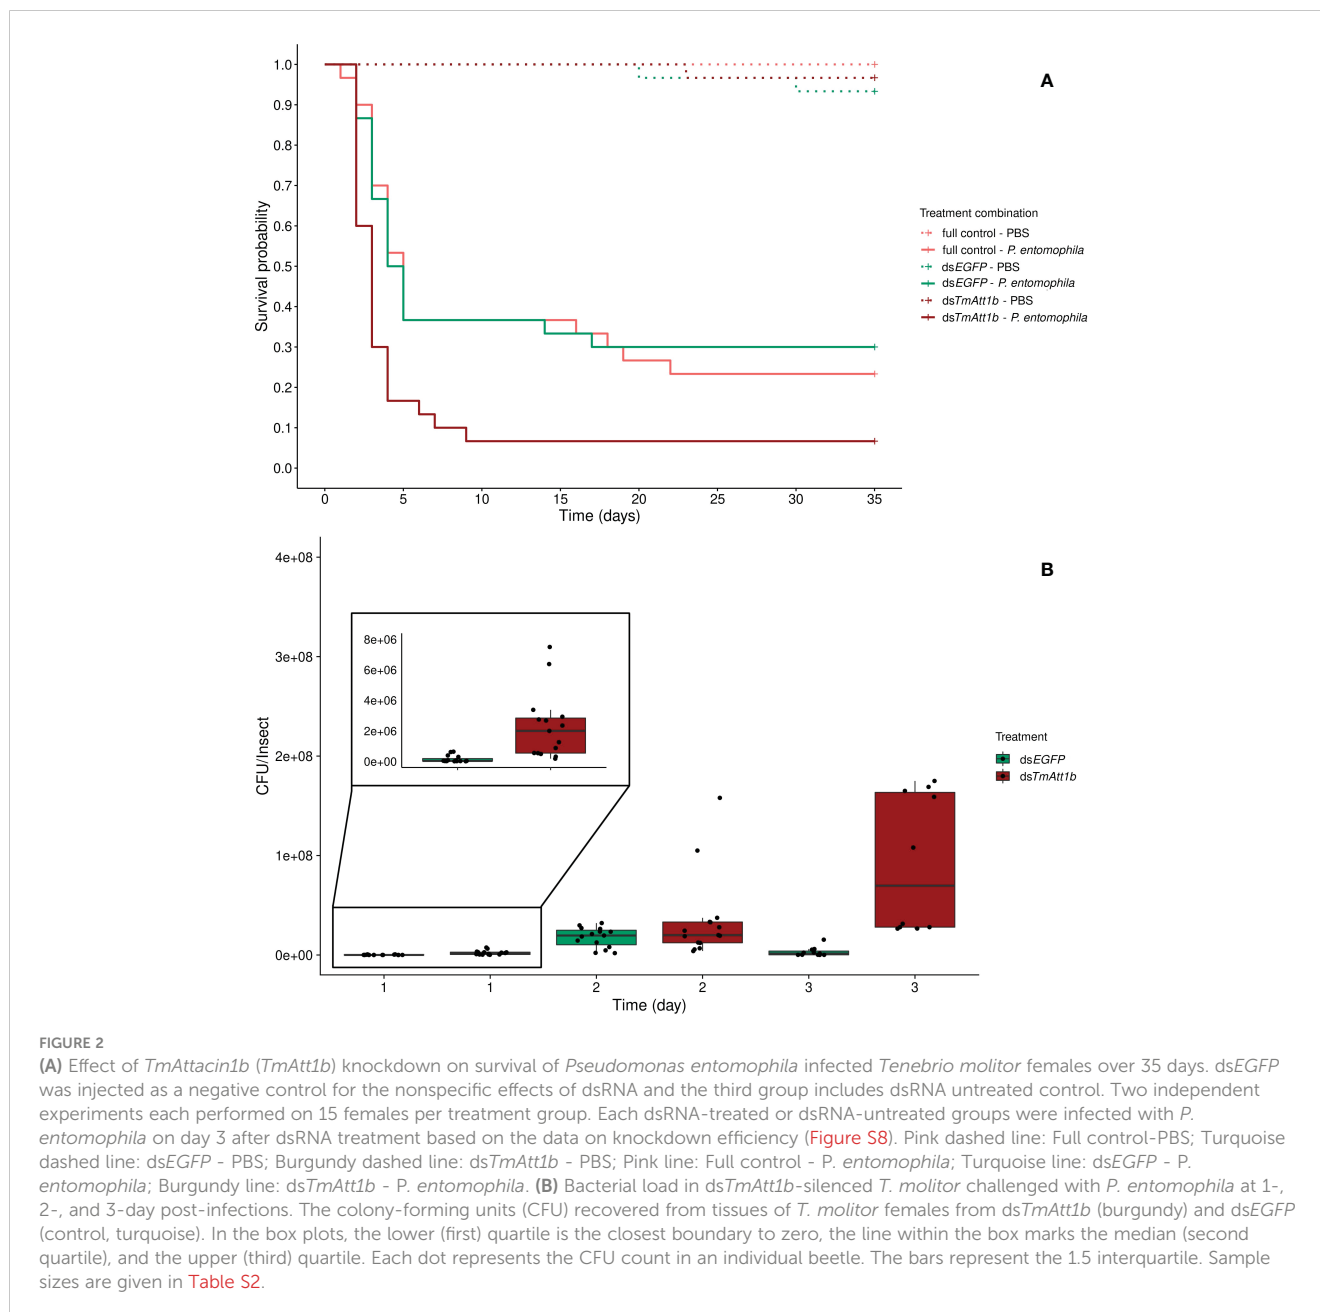 A
1.0
0.9
0.8
0.7
0.6
0.5
0.4
0.3
0.2
0.1
0.0
Survival probability
0 5 10 15 20 25 30 35
Time (days)
Treatment combination
full control - PBS
full control - P. entomophila
dsEGFP - PBS
dsEGFP - P. entomophila
dsTmAtt1b - PBS
dsTmAtt1b - P. entomophila
B
4e+08
3e+08
2e+08
1e+08
0e+00
CFU/Insect
8e+06
6e+06
4e+06
2e+06
0e+00
1 1 2 2 3 3
Time (day)
Treatment
dsEGFP
dsTmAtt1b
FIGURE 2
(A) Effect of TmAttacin1b (TmAtt1b) knockdown on survival of Pseudomonas entomophila infected Tenebrio molitor females over 35 days. dsEGFP
was injected as a negative control for the nonspecific effects of dsRNA and the third group includes dsRNA untreated control. Two independent
experiments each performed on 15 females per treatment group. Each dsRNA-treated or dsRNA-untreated groups were infected with P.
entomophila on day 3 after dsRNA treatment based on the data on knockdown efficiency (Figure S8). Pink dashed line: Full control-PBS; Turquoise
dashed line: dsEGFP - PBS; Burgundy dashed line: dsTmAtt1b - PBS; Pink line: Full control - P. entomophila; Turquoise line: dsEGFP - P.
entomophila; Burgundy line: dsTmAtt1b - P. entomophila. (B) Bacterial load in dsTmAtt1b-silenced T. molitor challenged with P. entomophila at 1-,
2-, and 3-day post-infections. The colony-forming units (CFU) recovered from tissues of T. molitor females from dsTmAtt1b (burgundy) and dsEGFP
(control, turquoise). In the box plots, the lower (first) quartile is the closest boundary to zero, the line within the box marks the median (second
quartile), and the upper (third) quartile. Each dot represents the CFU count in an individual beetle. The bars represent the 1.5 interquartile. Sample
sizes are given in Table S2.